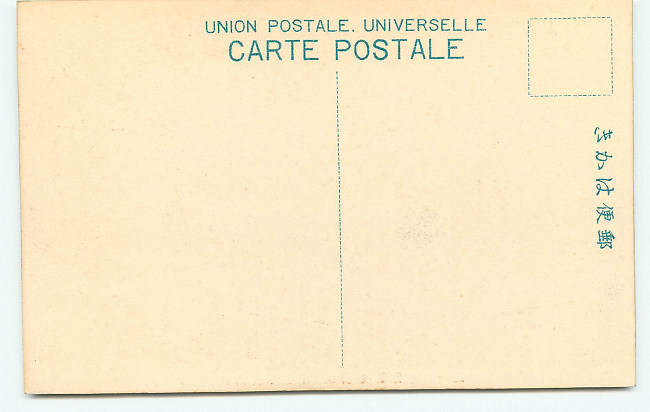 UNION POSTALE. UNIVERSELLE
CARTE POSTALE
郵便はかき